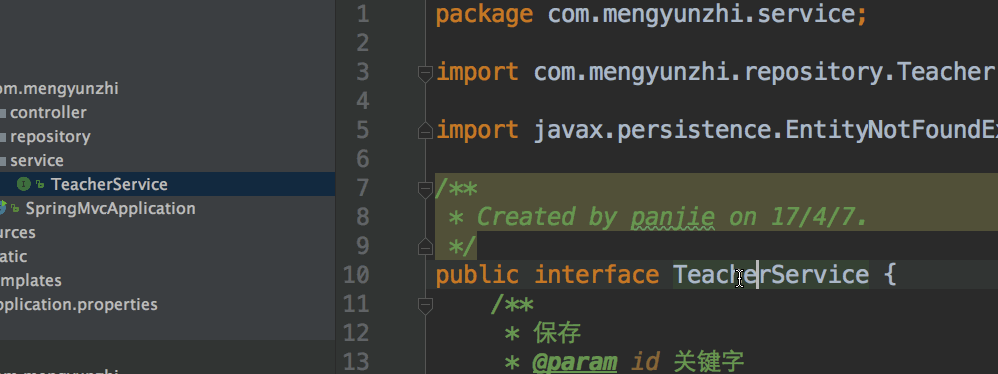 om.mengyunzhi
controller
repository
service
TeacherService
SpringMvcApplication
urces
atic
mplates
pplication.properties
1 package com.mengyunzhi.service;
2
3 import com.mengyunzhi.repository.Teacher
4
5 import javax.persistence.EntityNotFoundEx
6
7 /**
8 * Created by panjie on 17/4/7.
9 */
10 public interface TeacherService {
11 /**
12 * 保存
13 * @param id 关键字